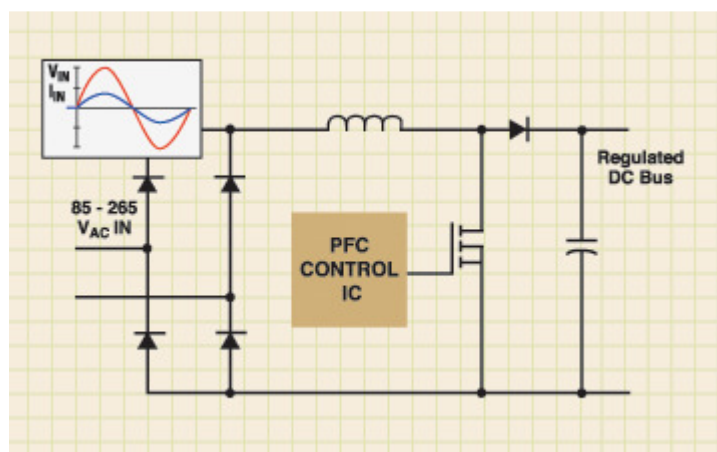 VIN
IIN
85 - 265
VAC IN
PFC
CONTROL
IC
Regulated
DC Bus